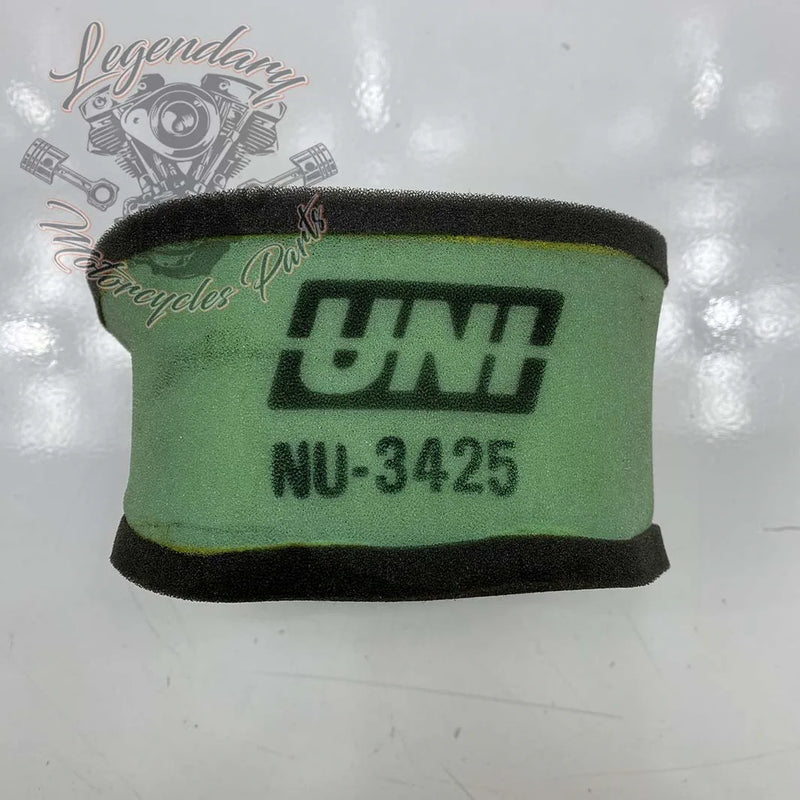 Legendary
Motorcycles Parts
UNI
NU-3425